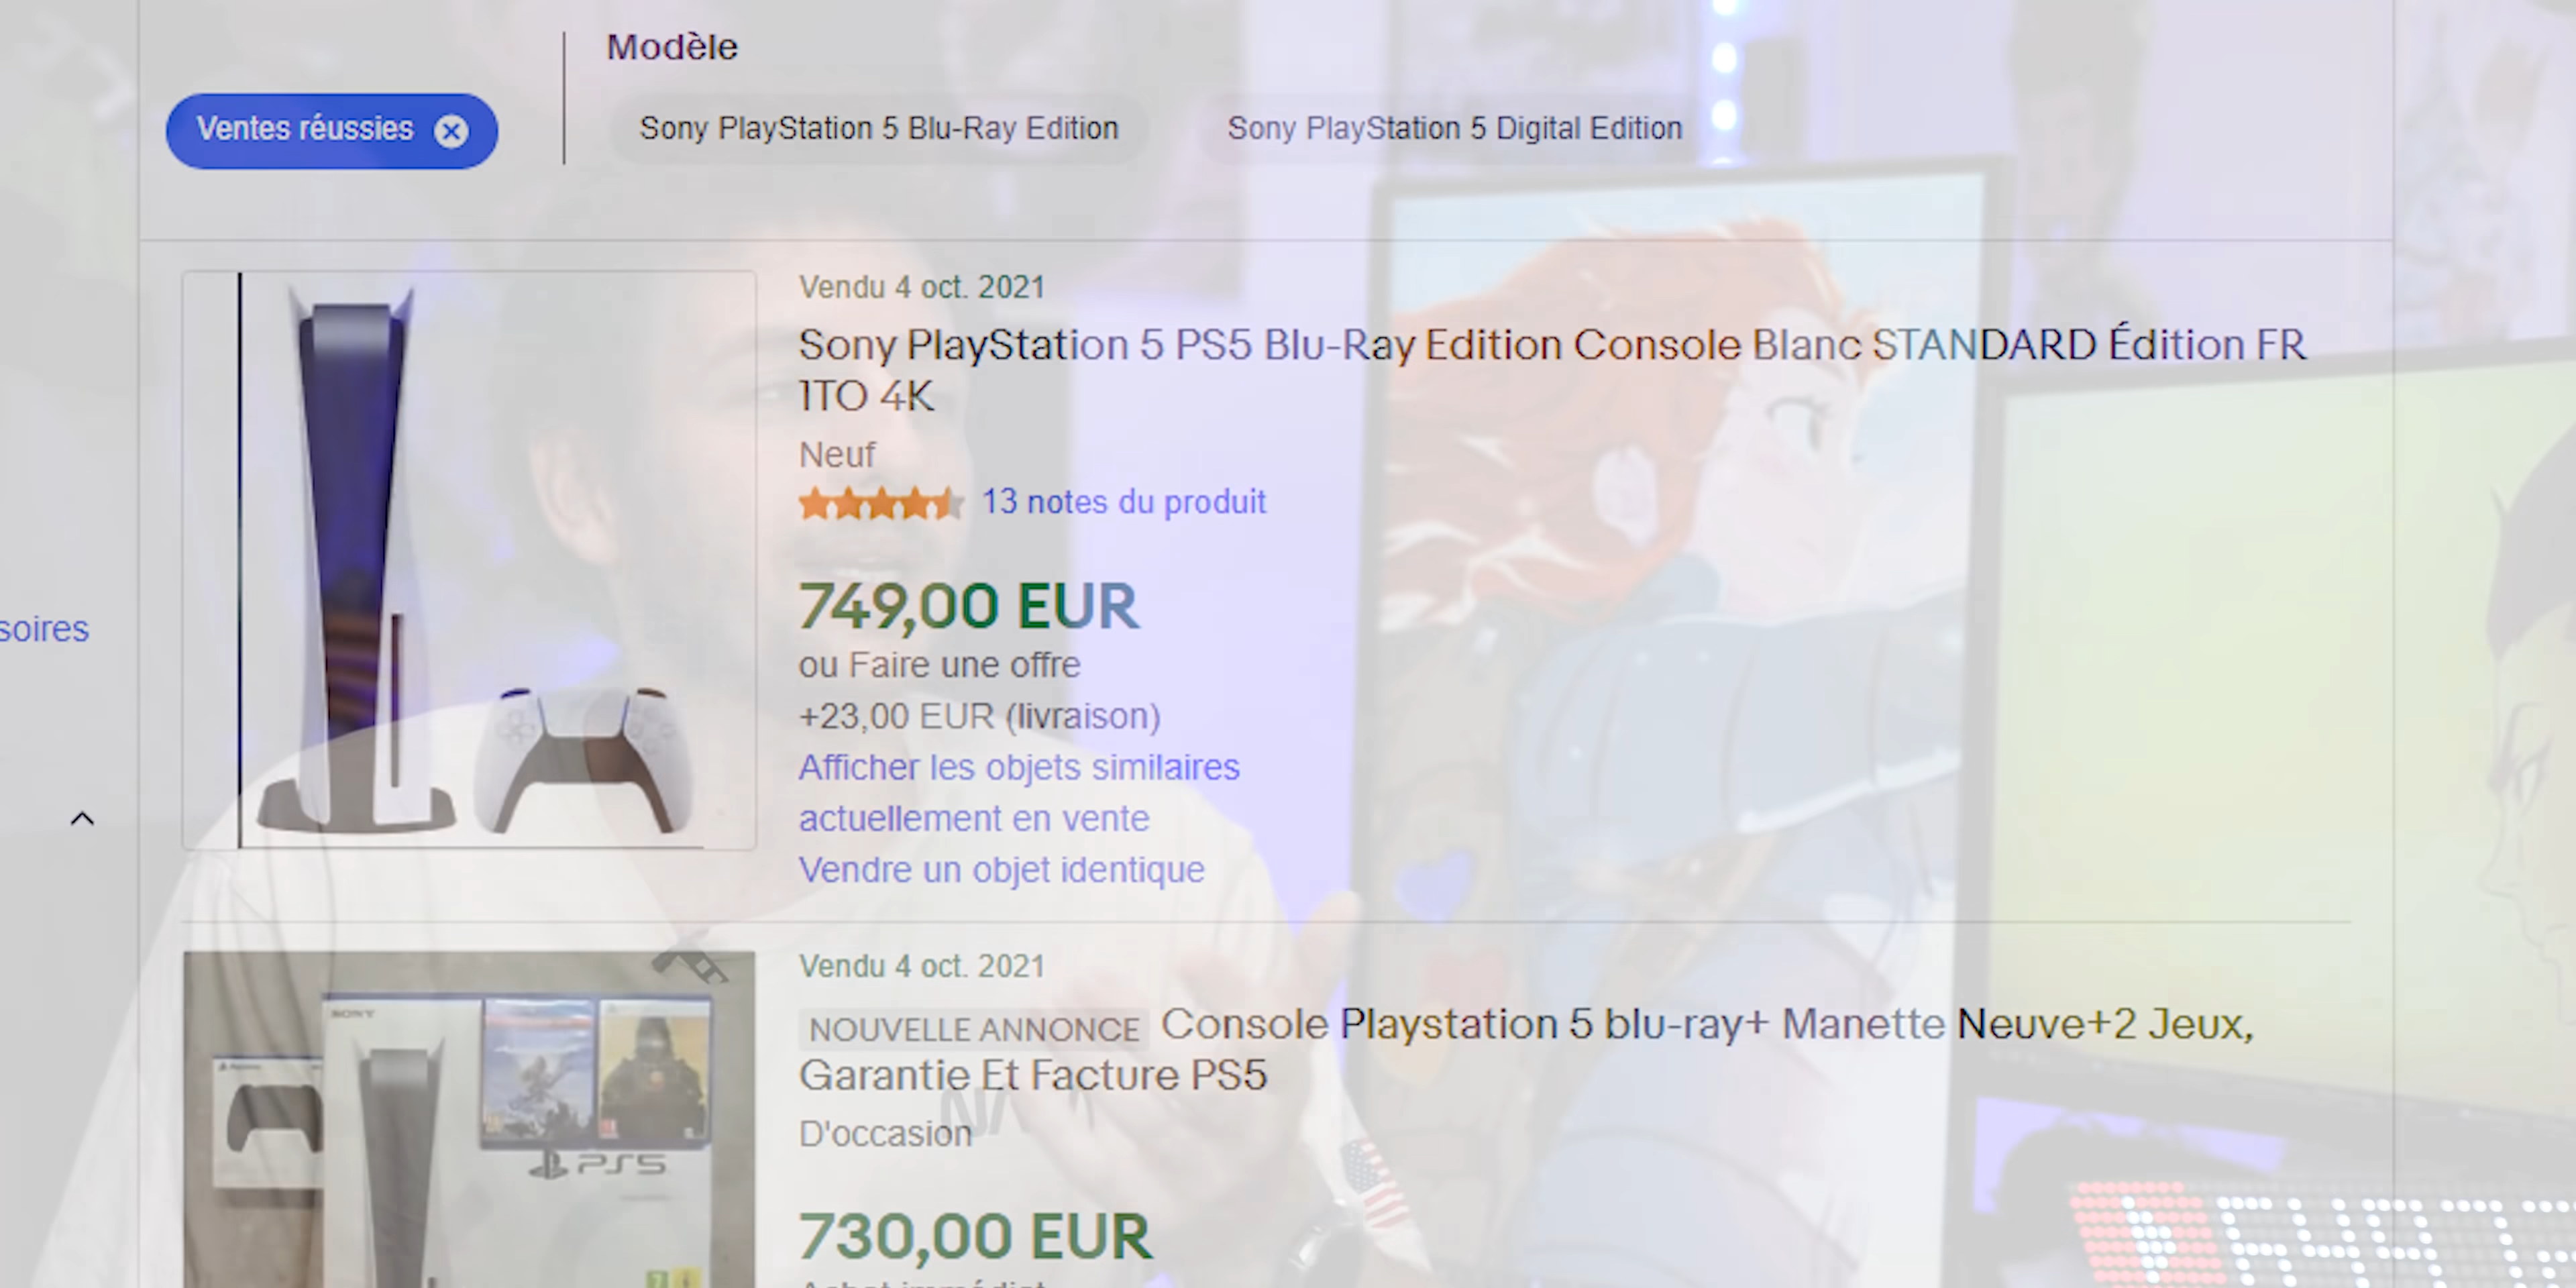 Modèle
Ventes réussies
Sony PlayStation 5 Blu-Ray Edition
Sony PlayStation 5 Digital Edition
Vendu 4 oct. 2021
Sony PlayStation 5 PS5 Blu-Ray Edition Console Blanc STANDARD Édition FR
1TO 4K
Neuf
13 notes du produit
749,00 EUR
ou Faire une offre
+23,00 EUR (livraison)
Afficher les objets similaires
actuellement en vente
Vendre un objet identique
soires
Vendu 4 oct. 2021
NOUVELLE ANNONCE Console Playstation 5 blu-ray+ Manette Neuve+2 Jeux,
Garantie Et Facture PS5
D'occasion
730,00 EUR
SONY
PS5
7